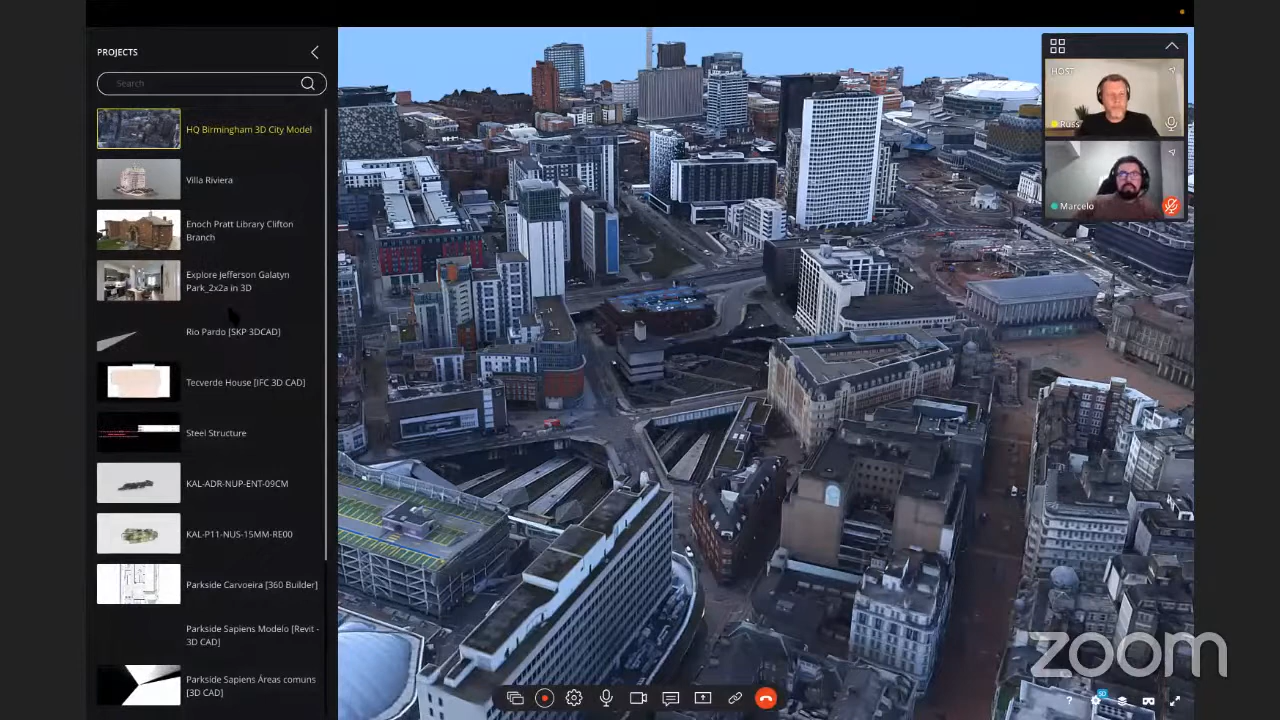 PROJECTS
Search
HQ Birmingham 3D City Model
Villa Riviera
Enoch Pratt Library Clifton
Branch
Explore Jefferson Galatyn
Park_2x2a in 3D
Rio Pardo [SKP 3DCAD]
Tecverde House [IFC 3D CAD]
Steel Structure
KAL-ADR-NUP-ENT-09CM
KAL-P11-NUS-15MM-RE00
Parkside Carvoeira [360 Builder]
Parkside Sapiens Modelo [Revit -
3D CAD]
Parkside Sapiens Áreas comuns
[3D CAD]
HOST
Russ
Marcelo
?
SD
zoom